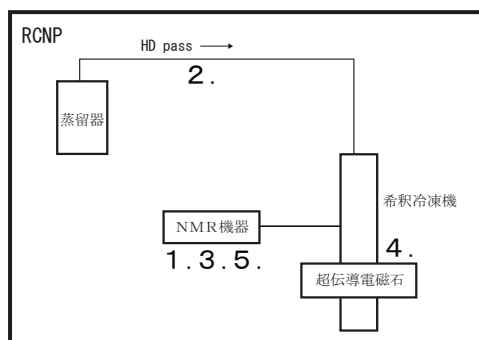 RCNP
HD pass →
2.
蒸留器
希釈冷凍機
NMR機器
1.3.5.
4.
超伝導電磁石